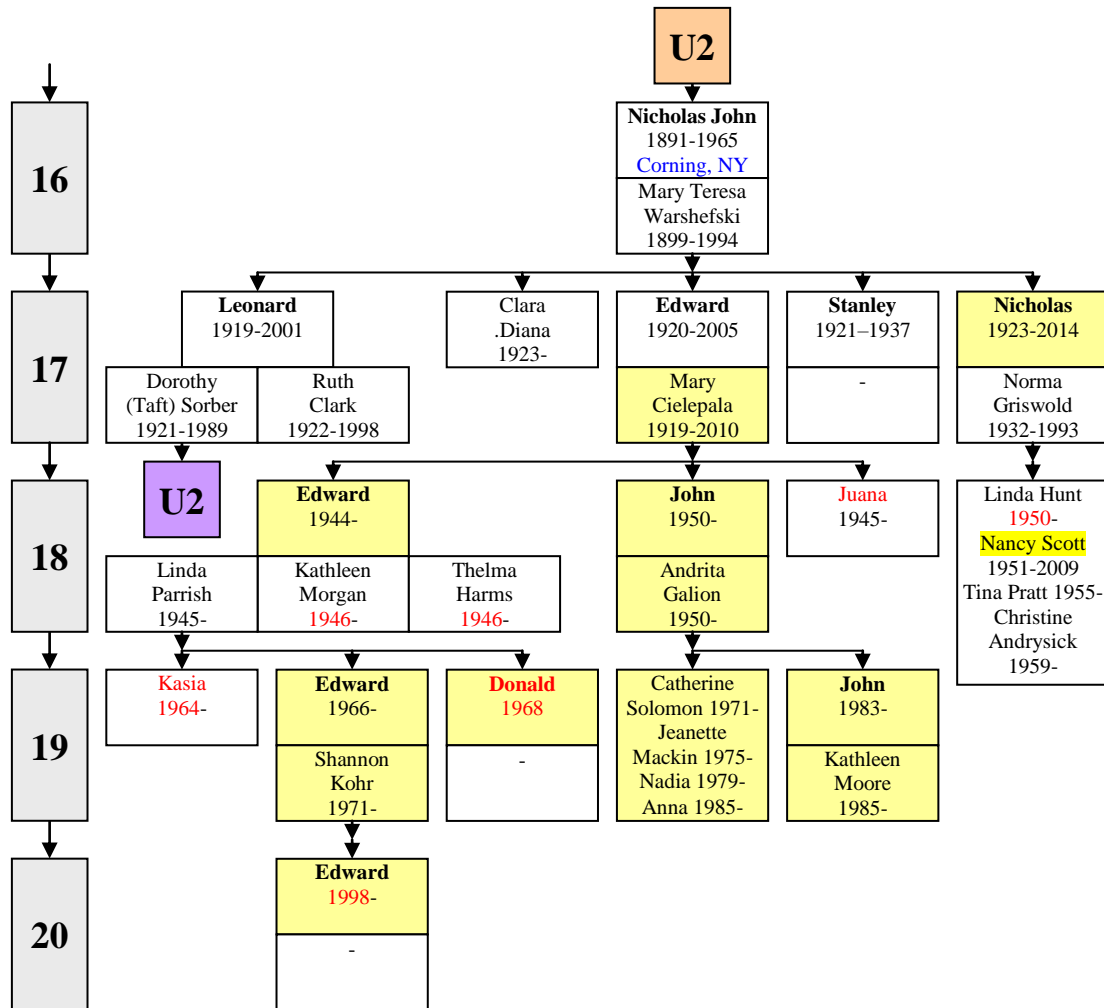 U2
16
Nicholas John
1891-1965
Corning, NY
Mary Teresa
Warshefski
1899-1994
17
Leonard
1919-2001
Dorothy
(Taft) Sorber
1921-1989
Ruth
Clark
1922-1998
Clara
.Diana
1923-
Edward
1920-2005
Mary
Cielepala
1919-2010
Stanley
1921–1937
-
Nicholas
1923-2014
Norma
Griswold
1932-1993
18
U2
Edward
1944-
Linda
Parrish
1945-
Kathleen
Morgan
1946-
Thelma
Harms
1946-
John
1950-
Andrita
Galion
1950-
Juana
1945-
Linda Hunt
1950-
Nancy Scott
1951-2009
Tina Pratt 1955-
Christine
Andrysick
1959-
19
Kasia
1964-
Edward
1966-
Shannon
Kohr
1971-
Donald
1968
-
Catherine
Solomon 1971-
Jeanette
Mackin 1975-
Nadia 1979-
Anna 1985-
John
1983-
Kathleen
Moore
1985-
20
Edward
1998-
-